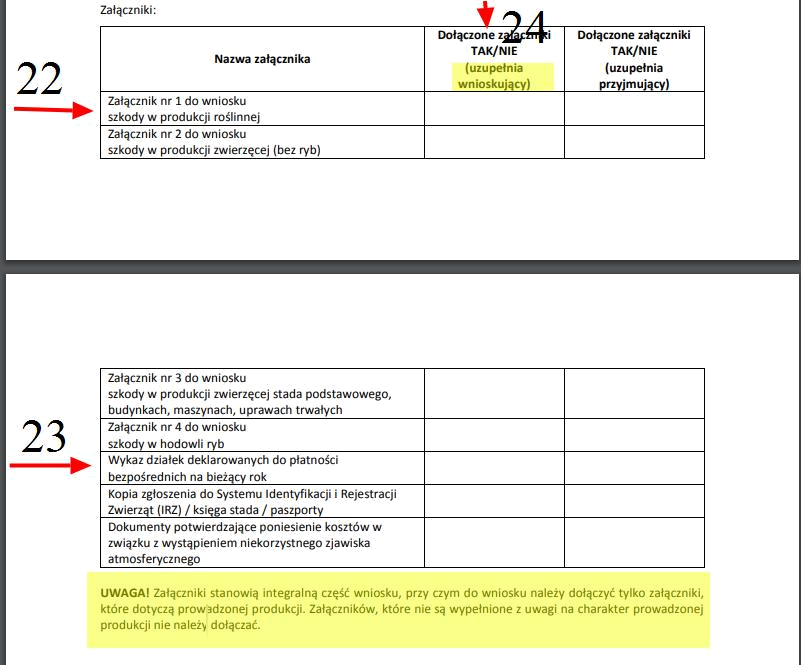 Załączniki:
24
Nazwa załącznika
Dołączone załączniki
TAK/NIE
(uzupełnia
wnioskujący)
Dołączone załączniki
TAK/NIE
(uzupełnia
przyjmujący)
22
Załącznik nr 1 do wniosku
szkody w produkcji roślinnej
Załącznik nr 2 do wniosku
szkody w produkcji zwierzęcej (bez ryb)
Załącznik nr 3 do wniosku
szkody w produkcji zwierzęcej stada podstawowego,
budynkach, maszynach, uprawach trwałych
23
Załącznik nr 4 do wniosku
szkody w hodowli ryb
Wykaz działek deklarowanych do płatności
bezpośrednich na bieżący rok
Kopia zgłoszenia do Systemu Identyfikacji i Rejestracji
Zwierząt (IRZ) / księga stada / paszporty
Dokumenty potwierdzające poniesienie kosztów w
związku z wystąpieniem niekorzystnego zjawiska
atmosferycznego
UWAGA! Załączniki stanowią integralną część wniosku, przy czym do wniosku należy dołączyć tylko załączniki,
które dotyczą prowadzonej produkcji. Załączników, które nie są wypełnione z uwagi na charakter prowadzonej
produkcji nie należy dołączać.